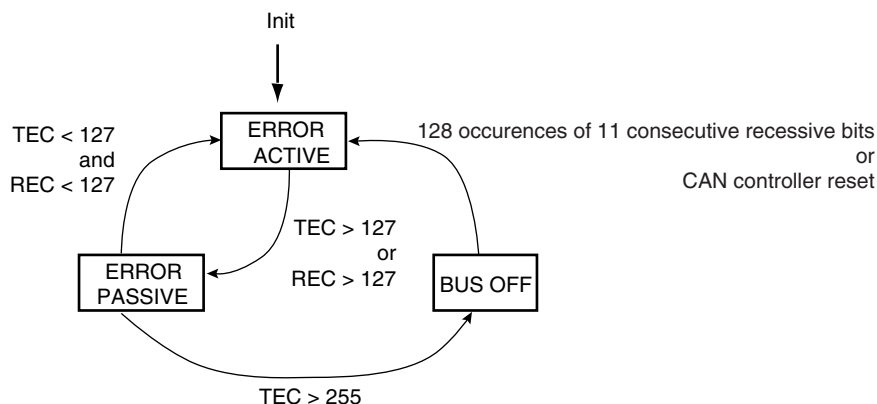 Init
ERROR
ACTIVE
TEC < 127
and
REC < 127
128 occurences of 11 consecutive recessive bits
or
CAN controller reset
TEC > 127
or
REC > 127
ERROR
PASSIVE
BUS OFF
TEC > 255